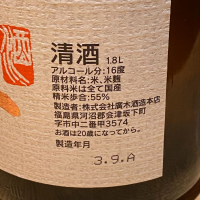 酒
清酒 1.8L
アルコール分:16度
原材料名:米、米麹
原料米は全て国産
精米歩合:55%
製造者:株式会社廣木酒造本店
福島県河沼郡会津坂下町
字市中二番甲3574
お酒は20歳になってから。
製造年月
3.9.A